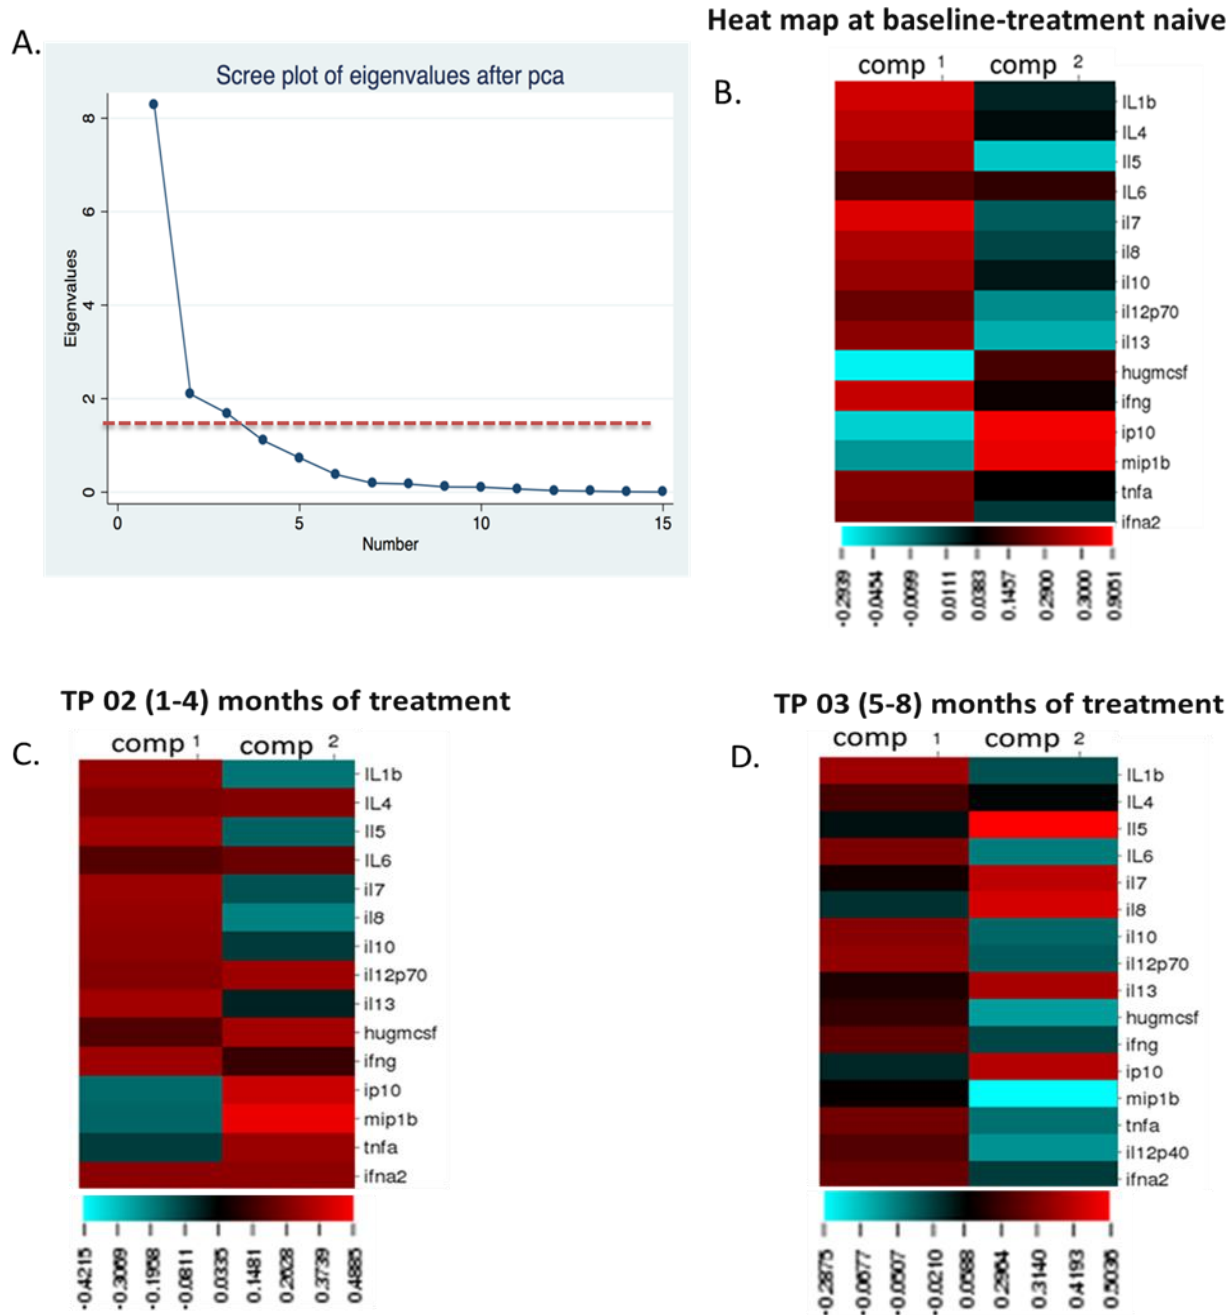 A.
Scree plot of eigenvalues after pca
8
6
4
2
0
Eigenvalues
0 5 10 15
Number
Heat map at baseline-treatment naive
B.
comp 1 comp 2
IL1b
IL4
Il5
IL6
il7
il8
il10
il12p70
il13
hugmcsf
ifng
ip10
mip1b
tnfa
ifna2
-0.2939
-0.0454
-0.0099
0.0111
0.0383
0.1457
0.2900
0.3000
0.9051
TP 02 (1-4) months of treatment
C.
comp 1 comp 2
IL1b
IL4
Il5
IL6
il7
il8
il10
il12p70
il13
hugmcsf
ifng
ip10
mip1b
tnfa
ifna2
-0.4215
-0.3069
-0.1958
-0.0811
0.0335
0.1481
0.2628
0.3739
0.4885
TP 03 (5-8) months of treatment
D.
comp 1 comp 2
IL1b
IL4
Il5
IL6
il7
il8
il10
il12p70
il13
hugmcsf
ifng
ip10
mip1b
tnfa
il12p40
ifna2
-0.2875
-0.0677
-0.0507
-0.0210
0.0588
0.2964
0.3140
0.4193
0.5036